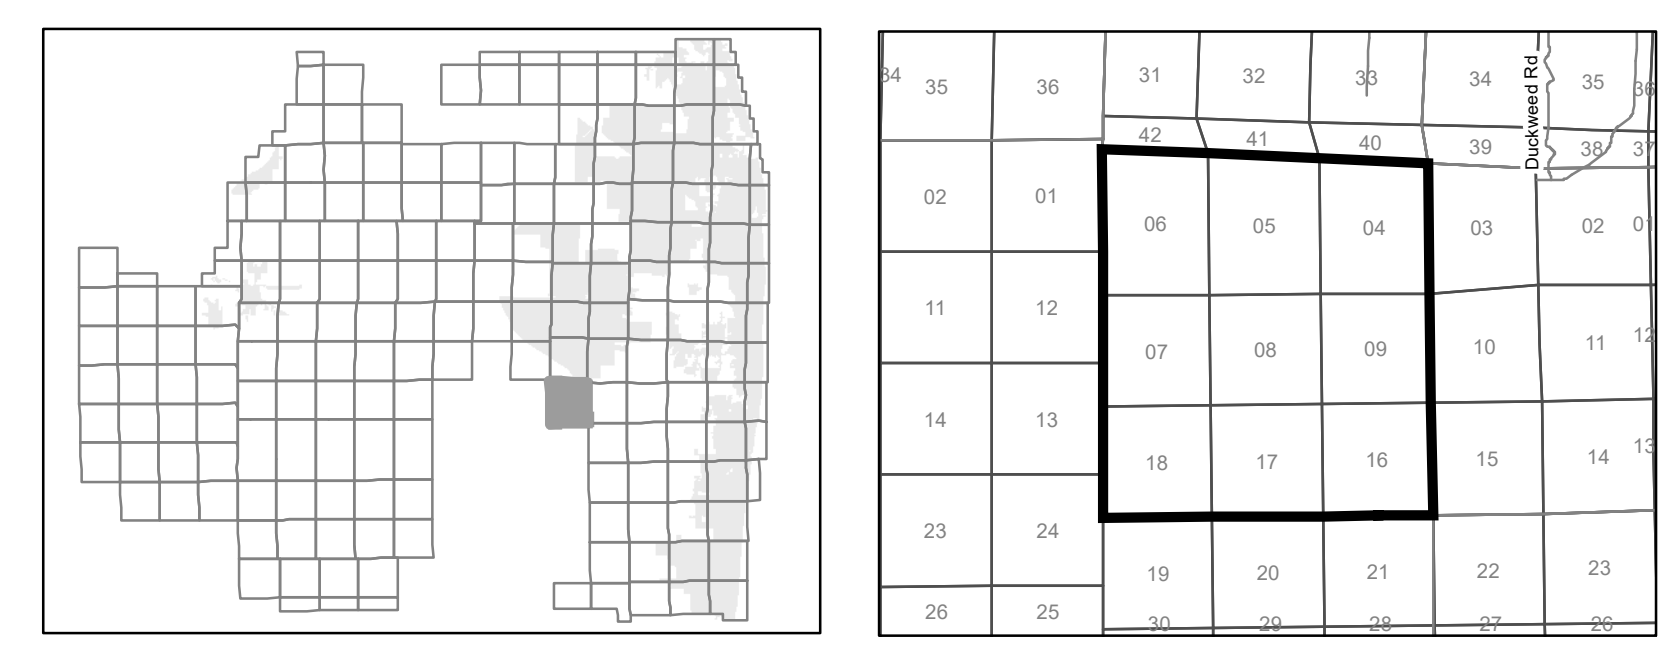 34 35 36 31 32 33 34 Duckweed Rd 35 36
42 41 40 39 38 37
02 01 06 05 04 03 02 01
11 12 07 08 09 10 11 12
14 13 18 17 16 15 14 13
23 24 19 20 21 22 23
26 25 30 29 28 27 26